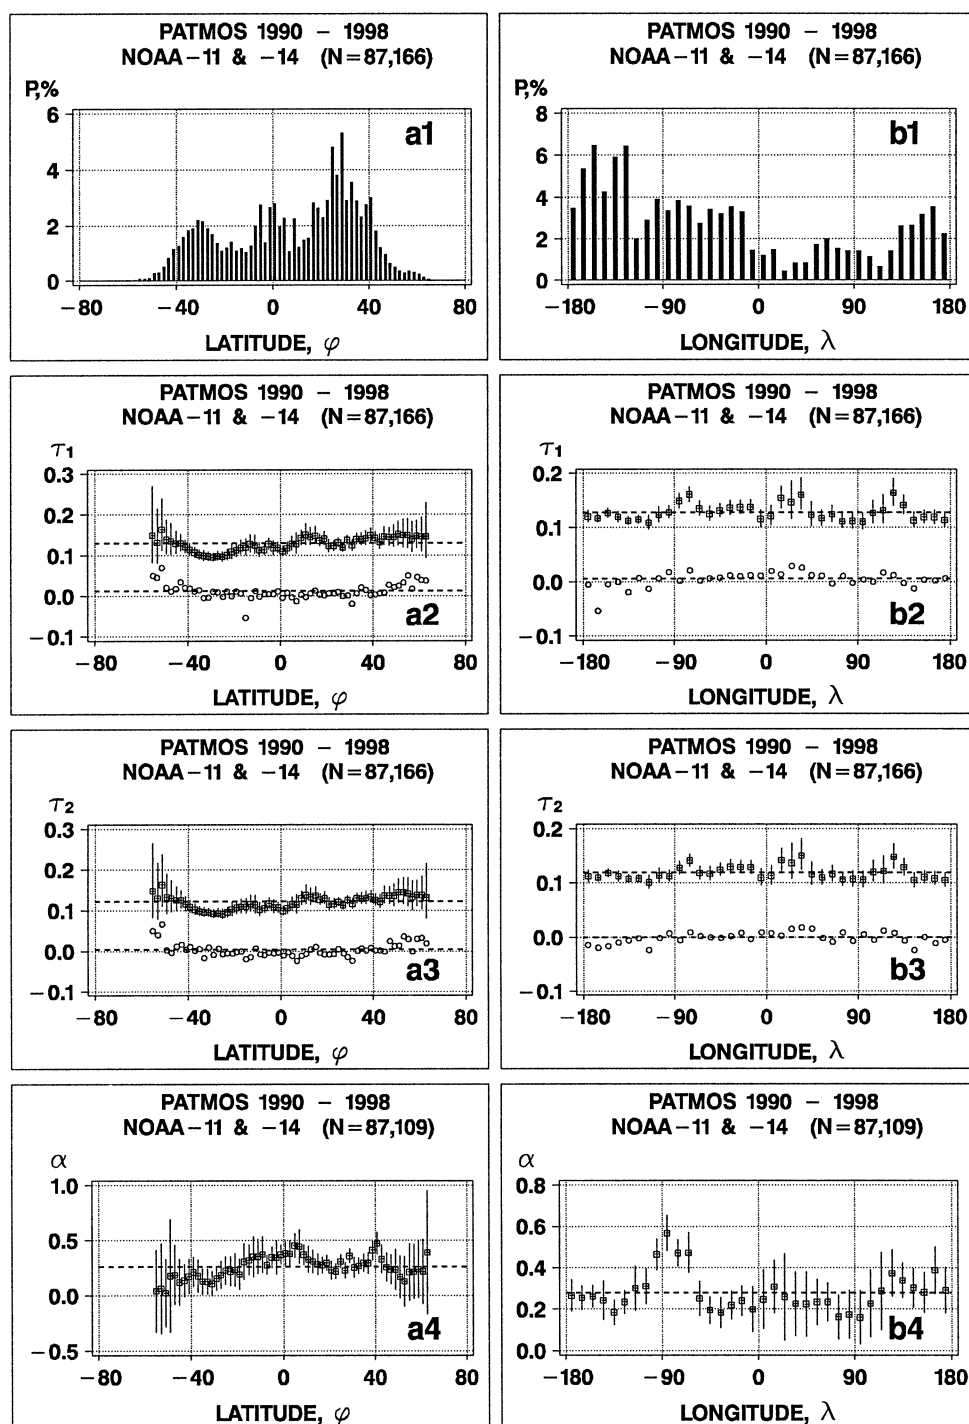 PATMOS 1990 – 1998
NOAA–11 & –14 (N=87,166)
P,%
a1
6
4
2
0
−80 −40 0 40 80
LATITUDE, φ
PATMOS 1990 – 1998
NOAA–11 & –14 (N=87,166)
P,%
b1
8
6
4
2
0
−180 −90 0 90 180
LONGITUDE, λ
PATMOS 1990 – 1998
NOAA–11 & –14 (N=87,166)
τ1
0.3
0.2
0.1
0.0
−0.1
a2
−80 −40 0 40 80
LATITUDE, φ
PATMOS 1990 – 1998
NOAA–11 & –14 (N=87,166)
τ1
0.2
0.1
0.0
−0.1
b2
−180 −90 0 90 180
LONGITUDE, λ
PATMOS 1990 – 1998
NOAA–11 & –14 (N=87,166)
τ2
0.3
0.2
0.1
0.0
−0.1
a3
−80 −40 0 40 80
LATITUDE, φ
PATMOS 1990 – 1998
NOAA–11 & –14 (N=87,166)
τ2
0.2
0.1
0.0
−0.1
b3
−180 −90 0 90 180
LONGITUDE, λ
PATMOS 1990 – 1998
NOAA–11 & –14 (N=87,109)
α
1.0
0.5
0.0
−0.5
a4
−80 −40 0 40 80
LATITUDE, φ
PATMOS 1990 – 1998
NOAA–11 & –14 (N=87,109)
α
0.8
0.6
0.4
0.2
0.0
b4
−180 −90 0 90 180
LONGITUDE, λ